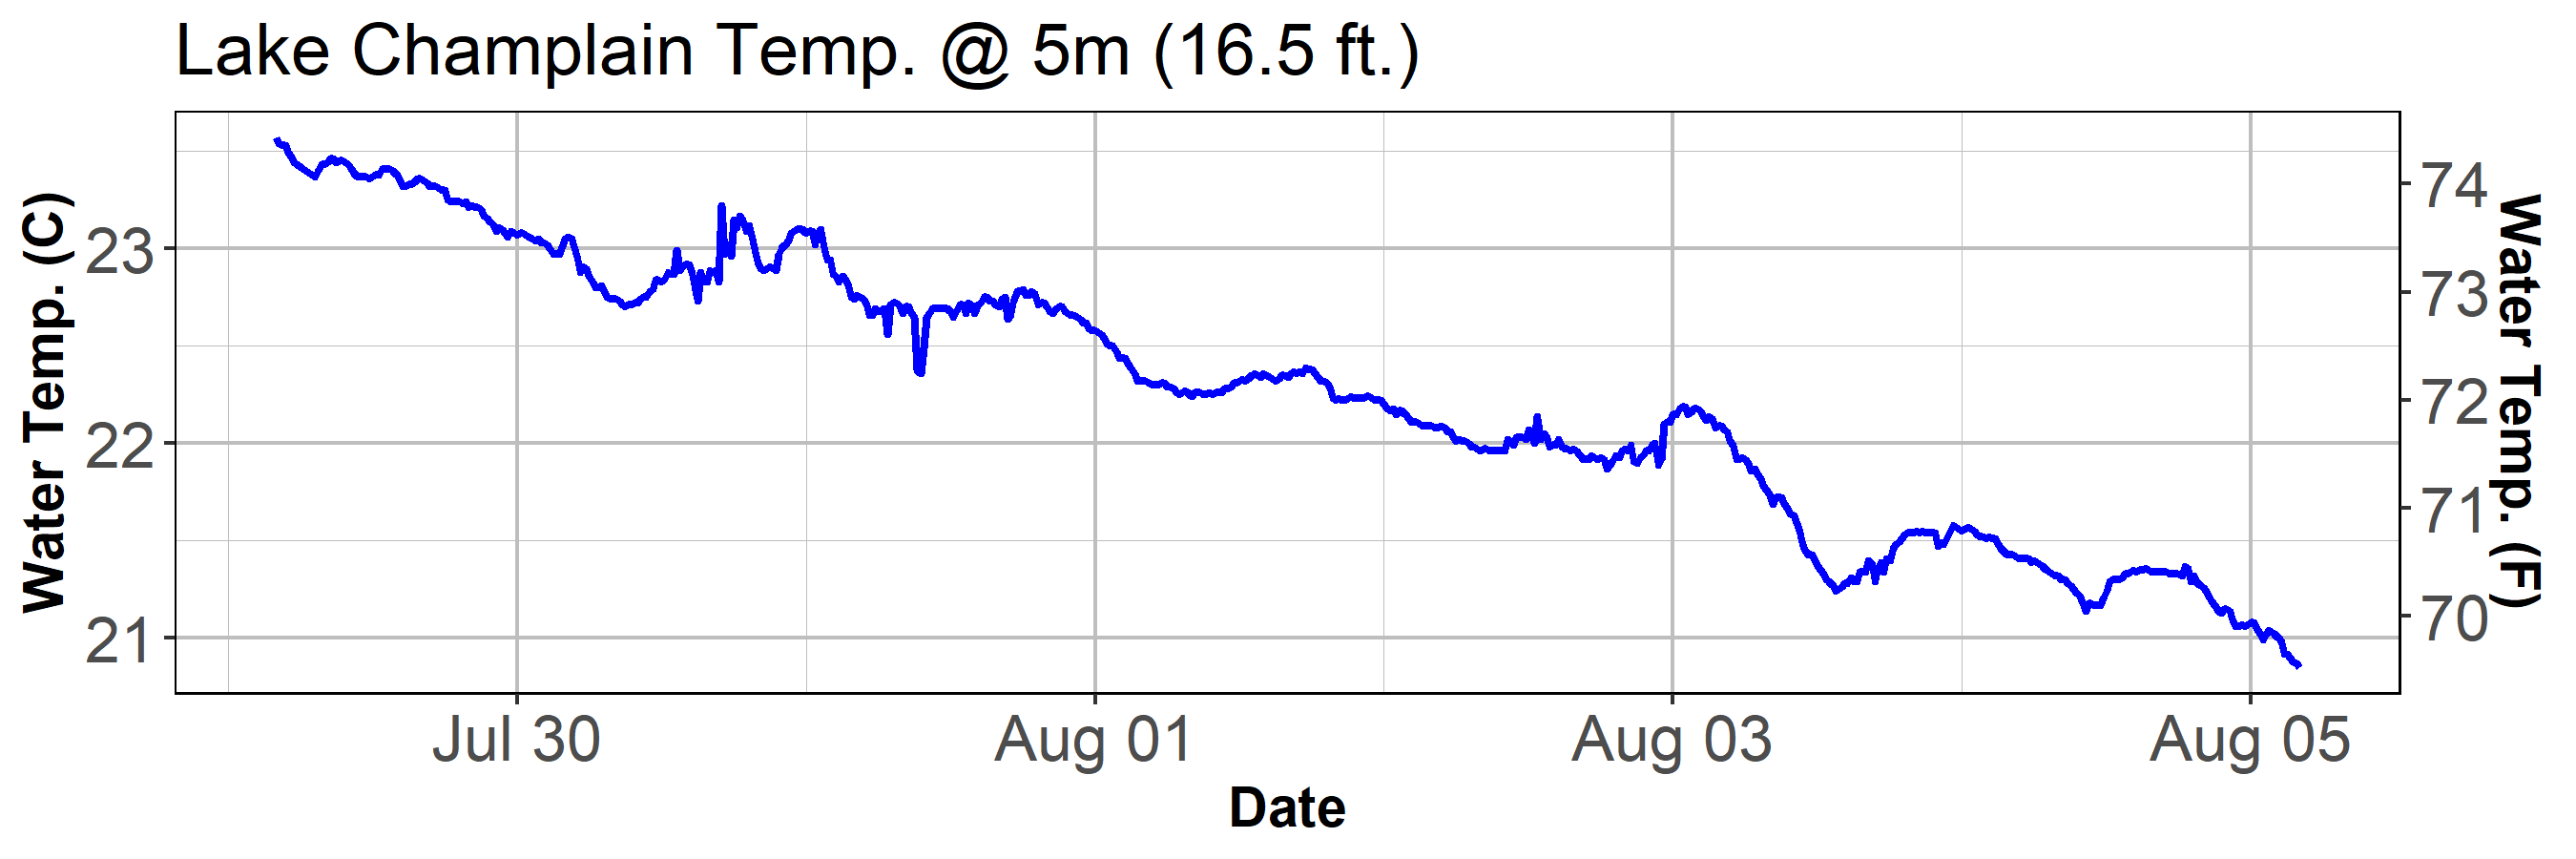 Lake Champlain Temp. @ 5m (16.5 ft.)
Water Temp. (C)
23
22
21
74
73
72
71
70
Water Temp. (F)
Jul 30 Aug 01 Aug 03 Aug 05
Date